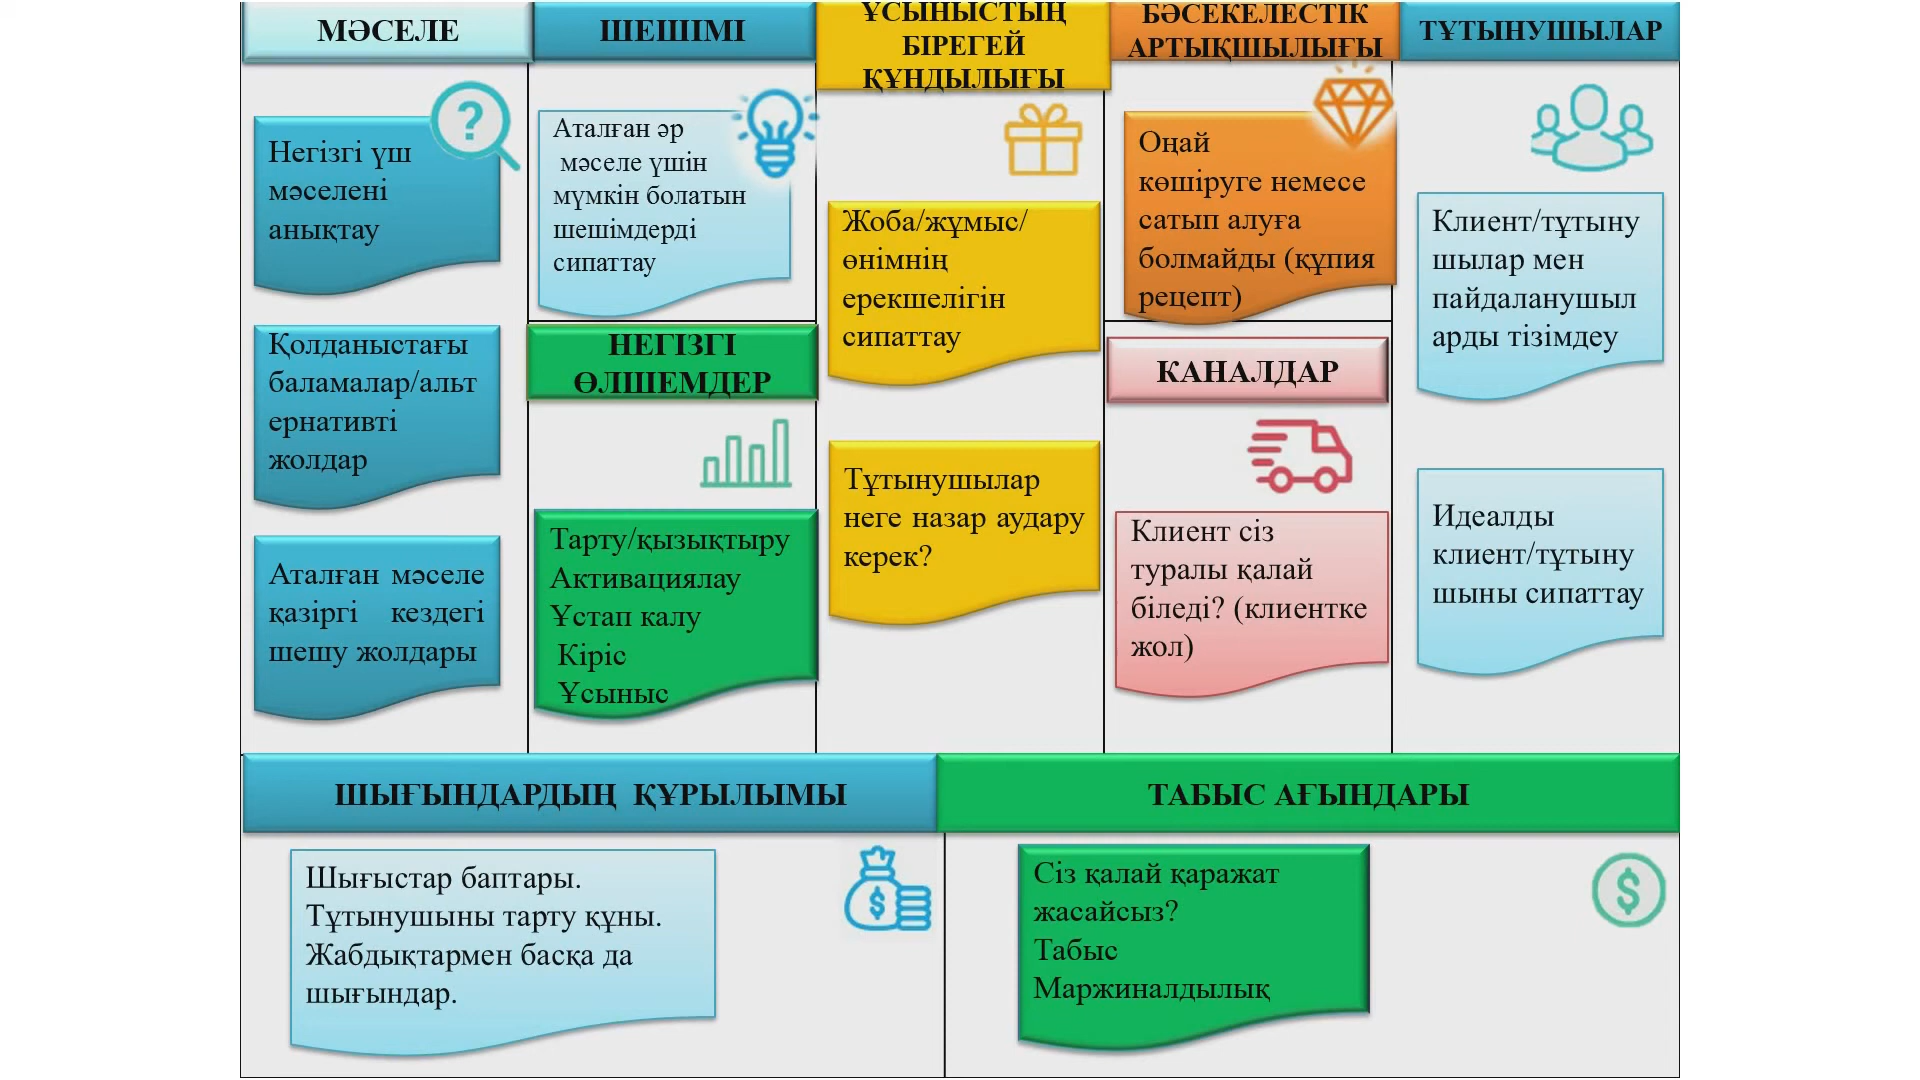 МӘСЕЛЕ
Негізгі үш
мәселені
анықтау
Қолданыстағы
баламалар/альт
ернативті
жолдар
Аталған мәселе
қазіргі кездегі
шешу жолдары
ШЕШІМІ
Аталған әр
мәселе үшін
мүмкін болатын
шешімдерді
сипаттау
НЕГІЗГІ
ӨЛШЕМДЕР
Тарту/қызықтыру
Активациялау
Ұстап калу
Кіріс
Ұсыныс
ҰСЫНЫСТЫҢ
БІРЕГЕЙ
ҚҰНДЫЛЫҒЫ
Жоба/жұмыс/
өнімнің
ерекшелігін
сипаттау
Тұтынушылар
неге назар аудару
керек?
БӘСЕКЕЛЕСТІК
АРТЫҚШЫЛЫҒЫ
Оңай
көшіруге немесе
сатып алуға
болмайды (құпия
рецепт)
КАНАЛДАР
Клиент сіз
туралы қалай
біледі? (клиентке
жол)
ТҰТЫНУШЫЛАР
Клиент/тұтыну
шылар мен
пайдаланушыл
арды тізімдеу
Идеалды
клиент/тұтыну
шыны сипаттау
ШЫҒЫНДАРДЫҢ ҚҰРЫЛЫМЫ
Шығыстар баптары.
Тұтынушыны тарту құны.
Жабдықтармен басқа да
шығындар.
ТАБЫС АҒЫНДАРЫ
Сіз қалай қаражат
жасайсыз?
Табыс
Маржиналдылық